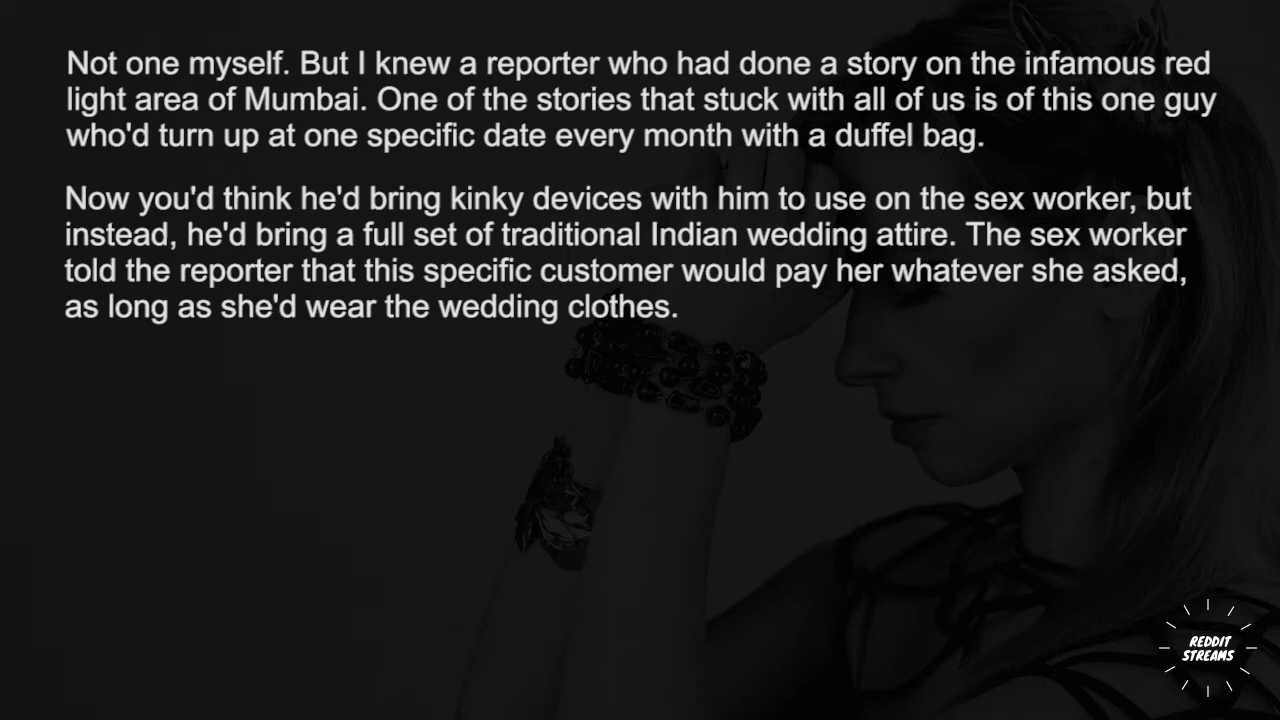 Not one myself. But I knew a reporter who had done a story on the infamous red
light area of Mumbai. One of the stories that stuck with all of us is of this one guy
who'd turn up at one specific date every month with a duffel bag.
Now you'd think he'd bring kinky devices with him to use on the sex worker, but
instead, he'd bring a full set of traditional Indian wedding attire. The sex worker
told the reporter that this specific customer would pay her whatever she asked,
as long as she'd wear the wedding clothes.
REDDIT
STREAMS